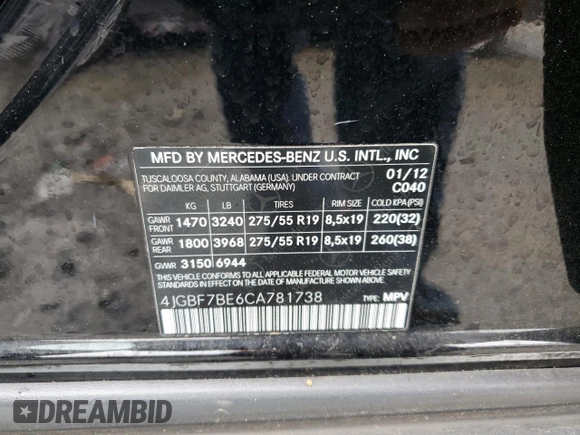 MFD BY MERCEDES-BENZ U.S. INTL., INC
TUSCALOOSA COUNTY, ALABAMA (USA). UNDER CONTRACT 01/12
FOR DAIMLER AG, STUTTGART (GERMANY) C040
KG LB TIRES RIM SIZE COLD KPA(PSI)
GAWR FRONT 1470 3240 275/55 R19 8,5x19 220(32)
GAWR REAR 1800 3968 275/55 R19 8,5x19 260(38)
GVWR 3150 6944
THIS VEHICLE CONFORMS TO ALL APPLICABLE FEDERAL MOTOR VEHICLE SAFETY
STANDARDS IN EFFECT ON THE DATE OF MANUFACTURE SHOWN ABOVE.
4JGBF7BE6CA781738 TYPE: MPV
DREAMBID